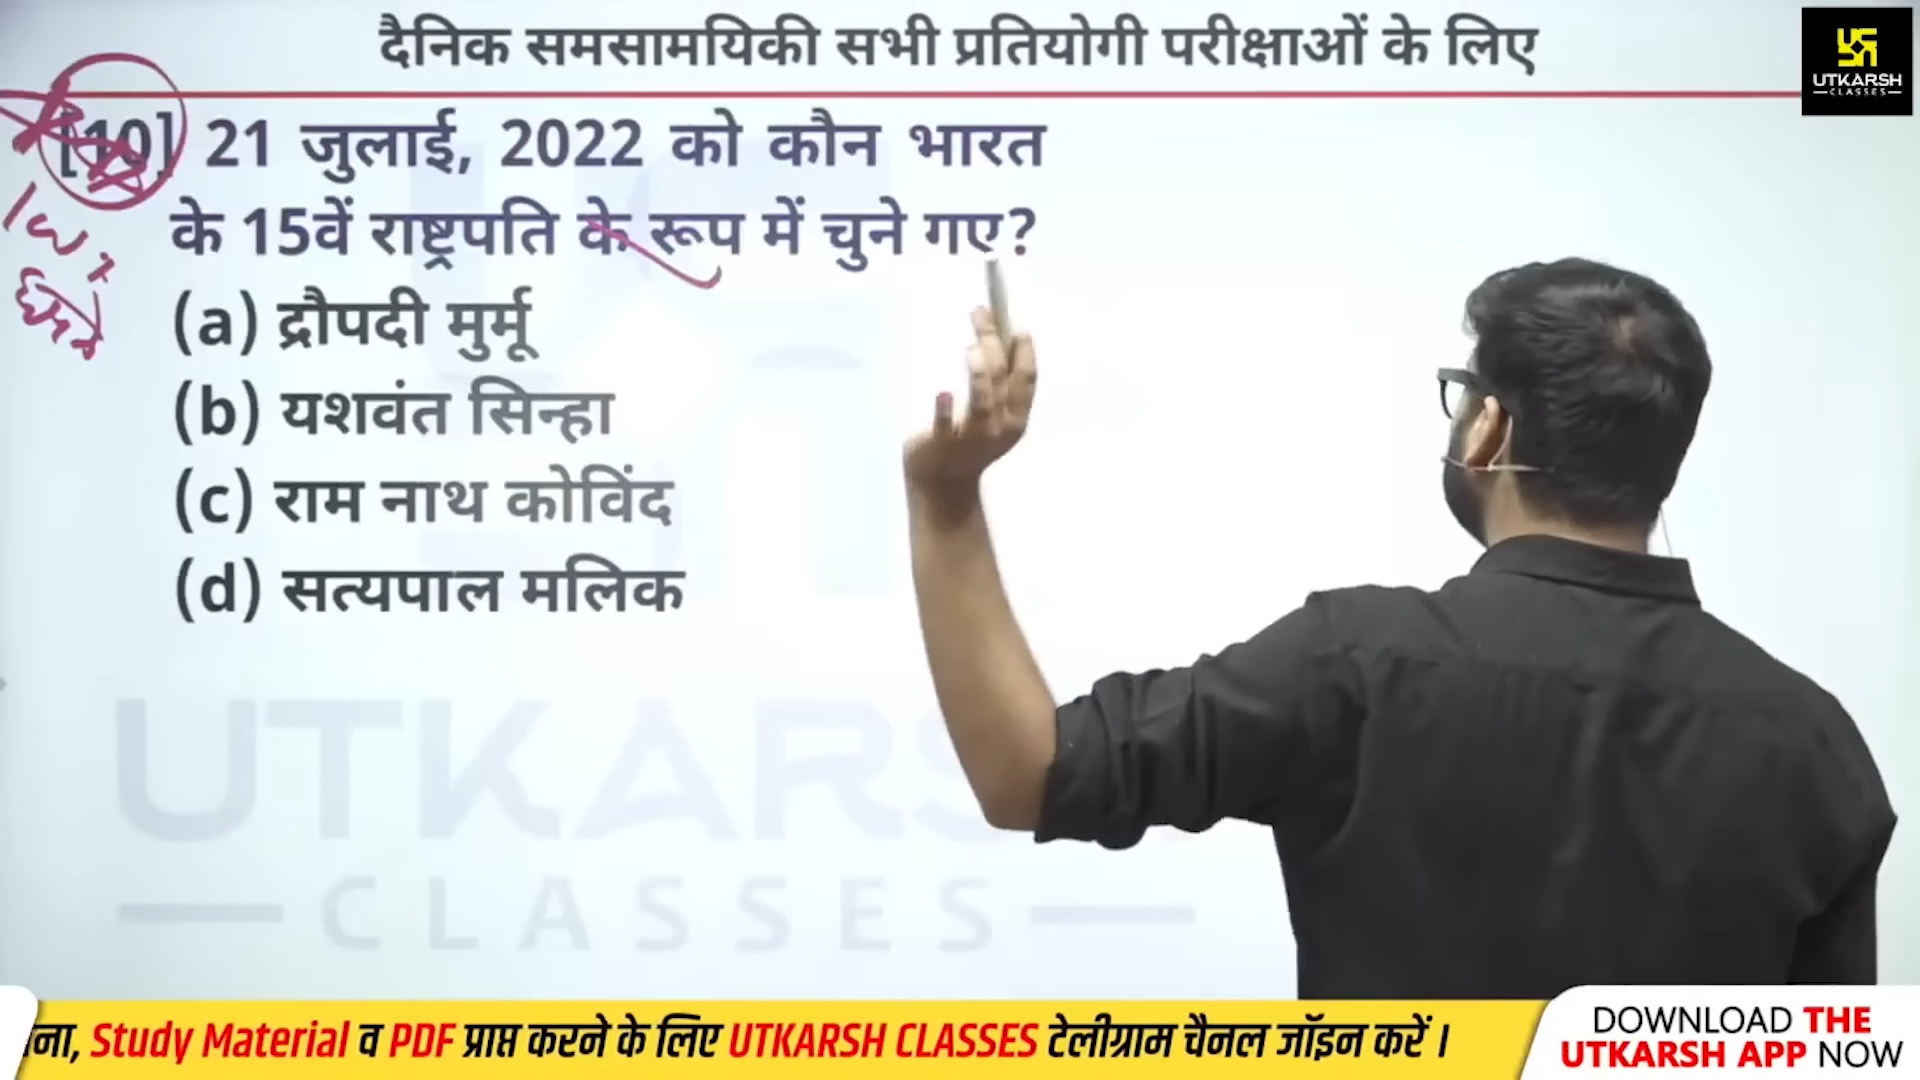 दैनिक समसामयिकी सभी प्रतियोगी परीक्षाओं के लिए
UTKARSH
CLASSES
[10] 21 जुलाई, 2022 को कौन भारत
के 15वें राष्ट्रपति के रूप में चुने गए?
(a) द्रौपदी मुर्मू
(b) यशवंत सिन्हा
(c) राम नाथ कोविंद
(d) सत्यपाल मलिक
UTKARS
CLASSES
ना, Study Material व PDF प्राप्त करने के लिए UTKARSH CLASSES टेलीग्राम चैनल जॉइन करें ।
DOWNLOAD THE
UTKARSH APP NOW